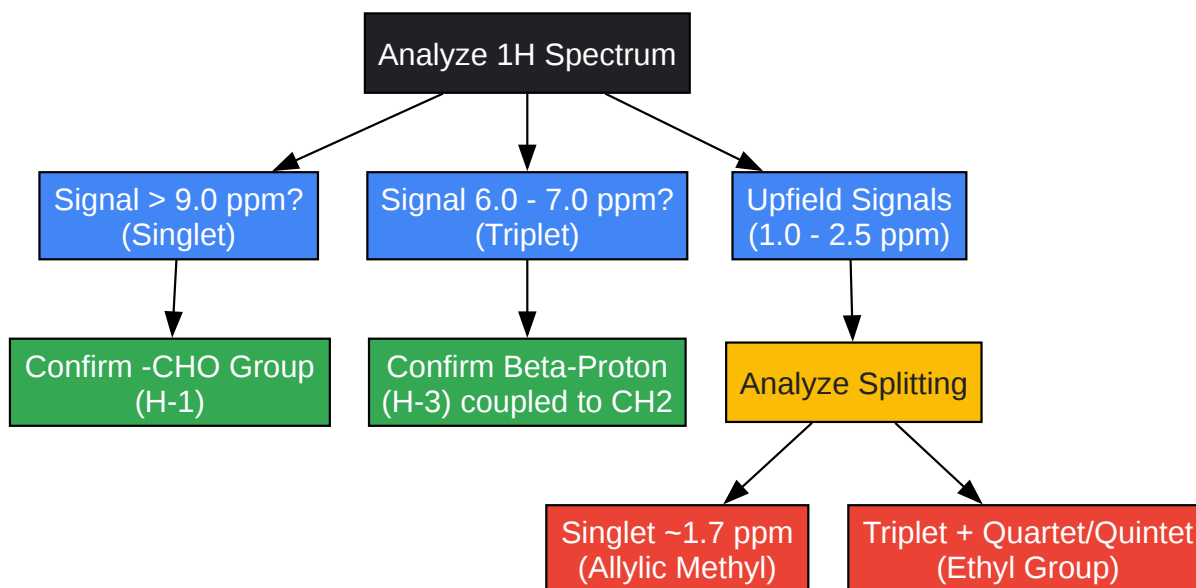 Analyze 1H Spectrum
Signal > 9.0 ppm?
(Singlet)
Signal 6.0 - 7.0 ppm?
(Triplet)
Upfield Signals
(1.0 - 2.5 ppm)
Confirm -CHO Group
(H-1)
Confirm Beta-Proton
(H-3) coupled to CH2
Analyze Splitting
Singlet ~1.7 ppm
(Allylic Methyl)
Triplet + Quartet/Quintet
(Ethyl Group)